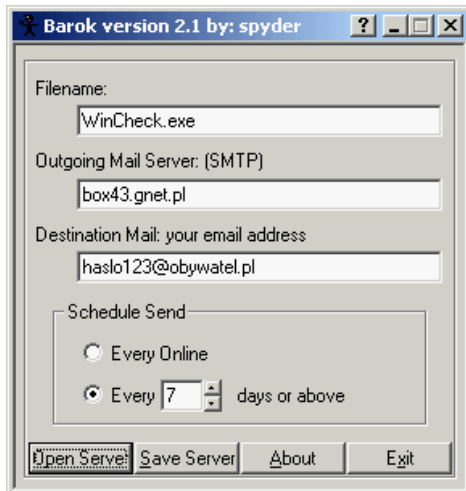 Barok version 2.1 by: spyder
Filename:
WinCheck.exe
Outgoing Mail Server: (SMTP)
box43.gnet.pl
Destination Mail: your email address
haslo123@obywatel.pl
Schedule Send
Every Online
Every 7 days or above
Open Server Save Server About Exit